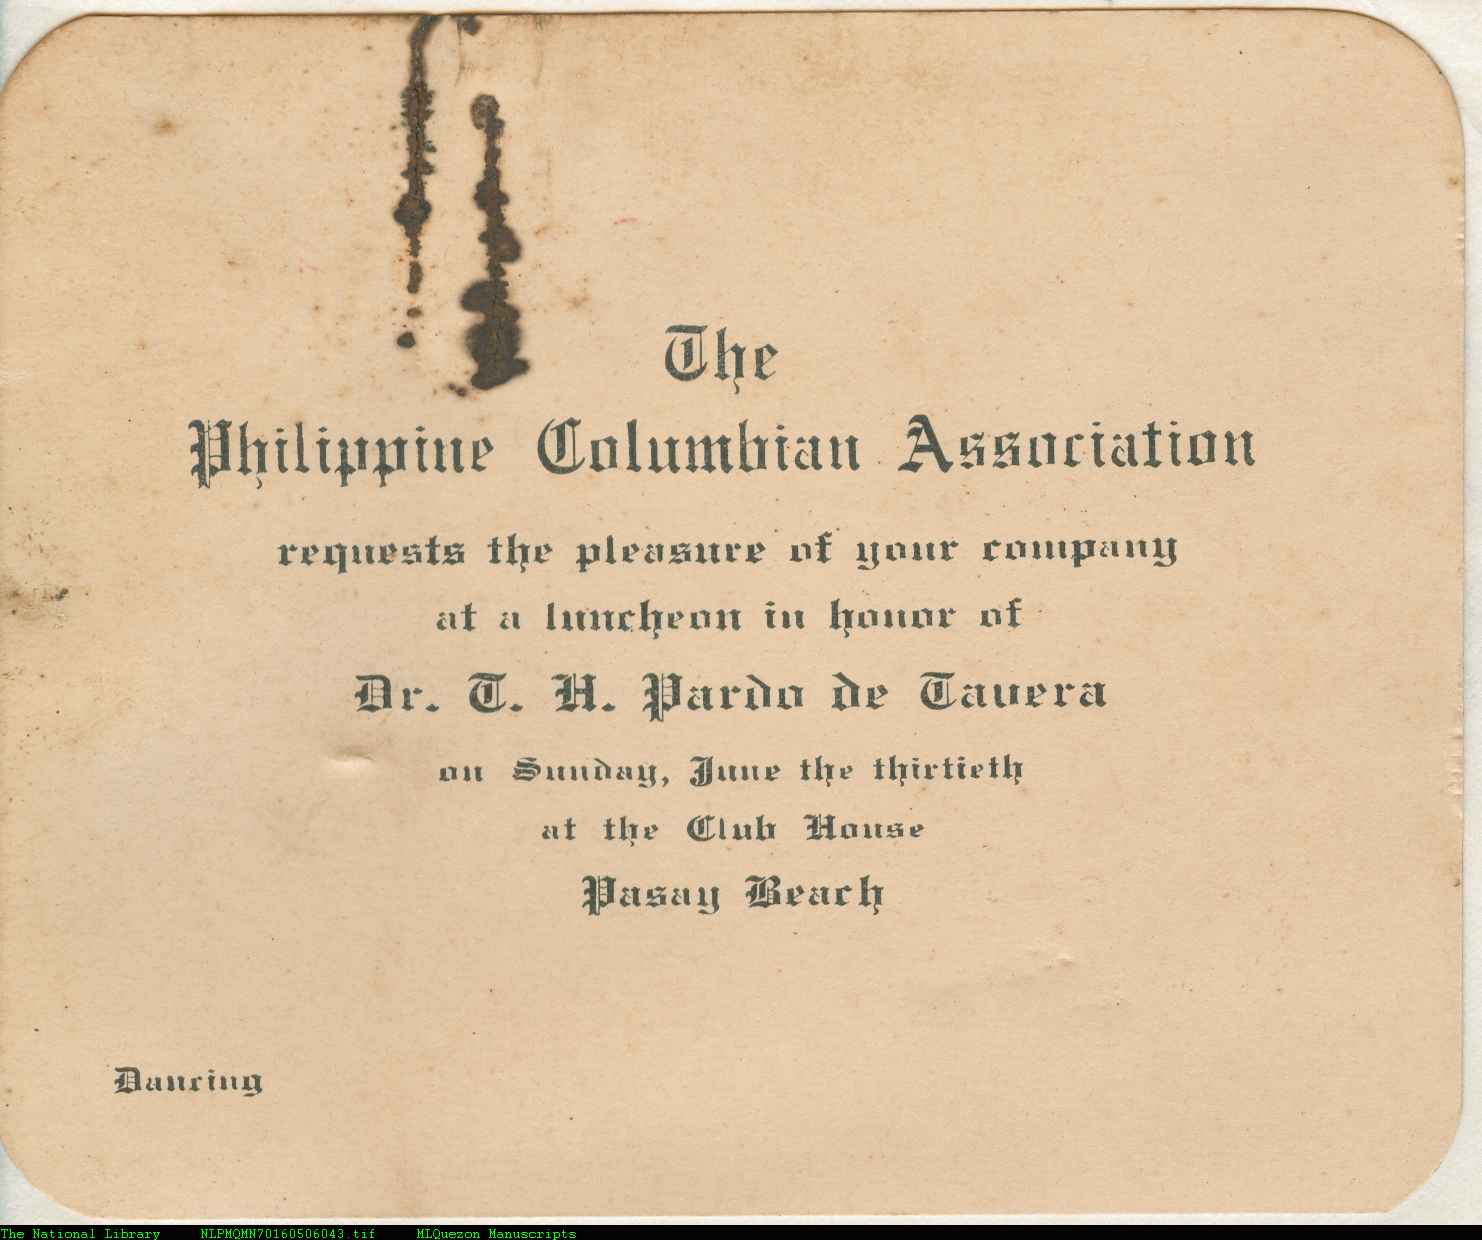 The
Philippine Columbian Association
requests the pleasure of your company
at a luncheon in honor of
Dr. T. H. Pardo de Tavera
on Sunday, June the thirtieth
at the Club House
Pasay Beach
Dancing
The National Library NLPMQMN70160506043.tif MLQuezon Manuscripts